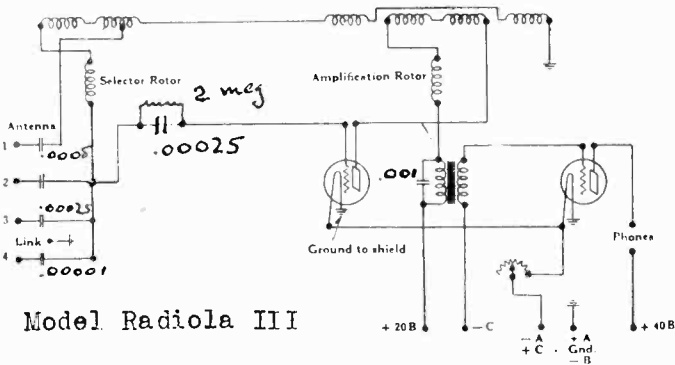 Selector Rotor
2 meg
Amplification Rotor
Antenna
.00025
1
.0005
.001
2
3
.00025
Ground to shield
Phones
Link
4
.00001
Model Radiola III
+ 20 B
- C
- A
+ A
+ 40 B
+ C
Gnd.
- B